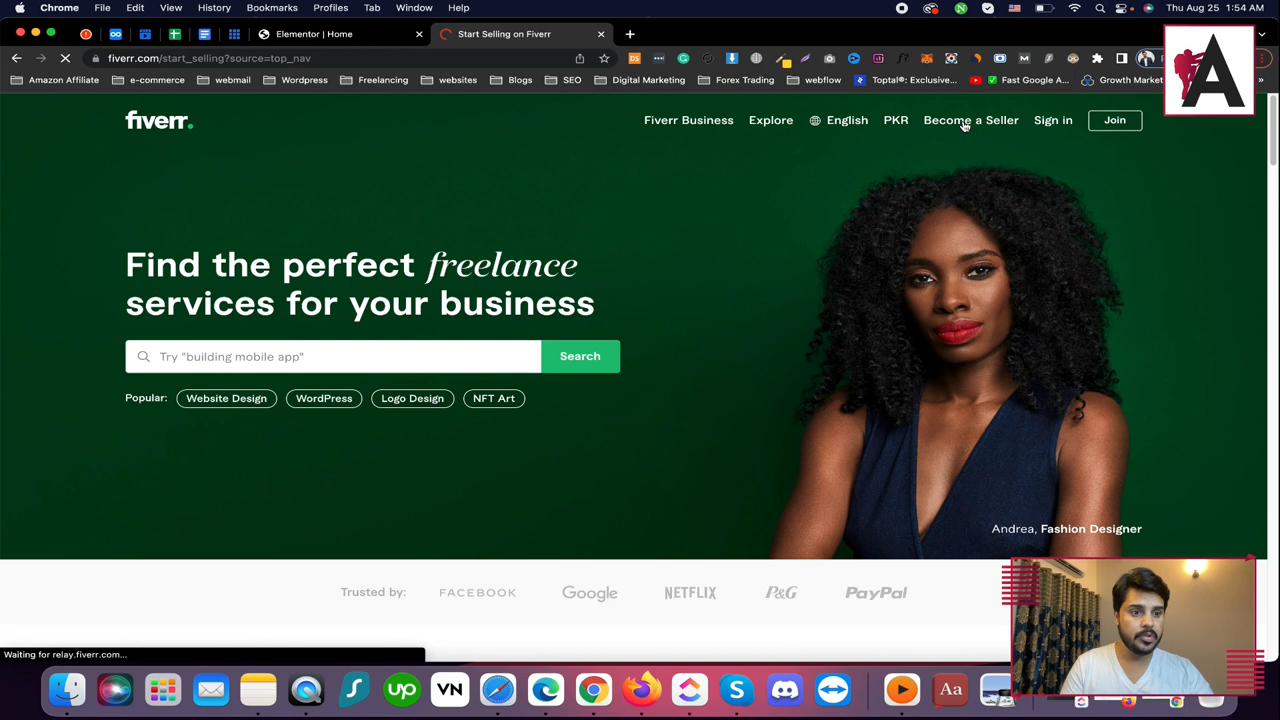 Chrome File Edit View History Bookmarks Profiles Tab Window Help Thu Aug 25 1:54 AM
Elementor | Home Start Selling on Fiverr
fiverr.com/start_selling?source=top_nav
Amazon Affiliate e-commerce webmail Wordpress Freelancing websites Blogs SEO Digital Marketing Forex Trading webflow Toptal®: Exclusive... Fast Google A... Growth Market
A
fiverr. Fiverr Business Explore English PKR Become a Seller Sign in Join
Find the perfect freelance
services for your business
Try "building mobile app" Search
Popular: Website Design WordPress Logo Design NFT Art
Andrea, Fashion Designer
Trusted by: FACEBOOK Google NETFLIX P&G PayPal
Waiting for relay.fiverr.com...
up VN Aa